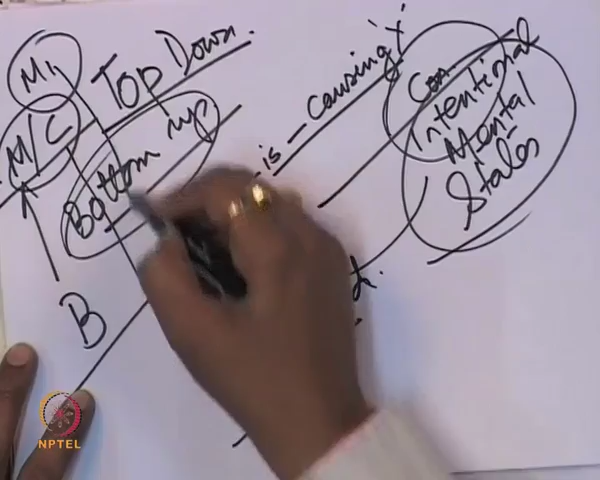 M₁
Top Down.
M/C
Bottom up
B
is - causing 'x'
Con
Intentional
Mental
States
NPTEL